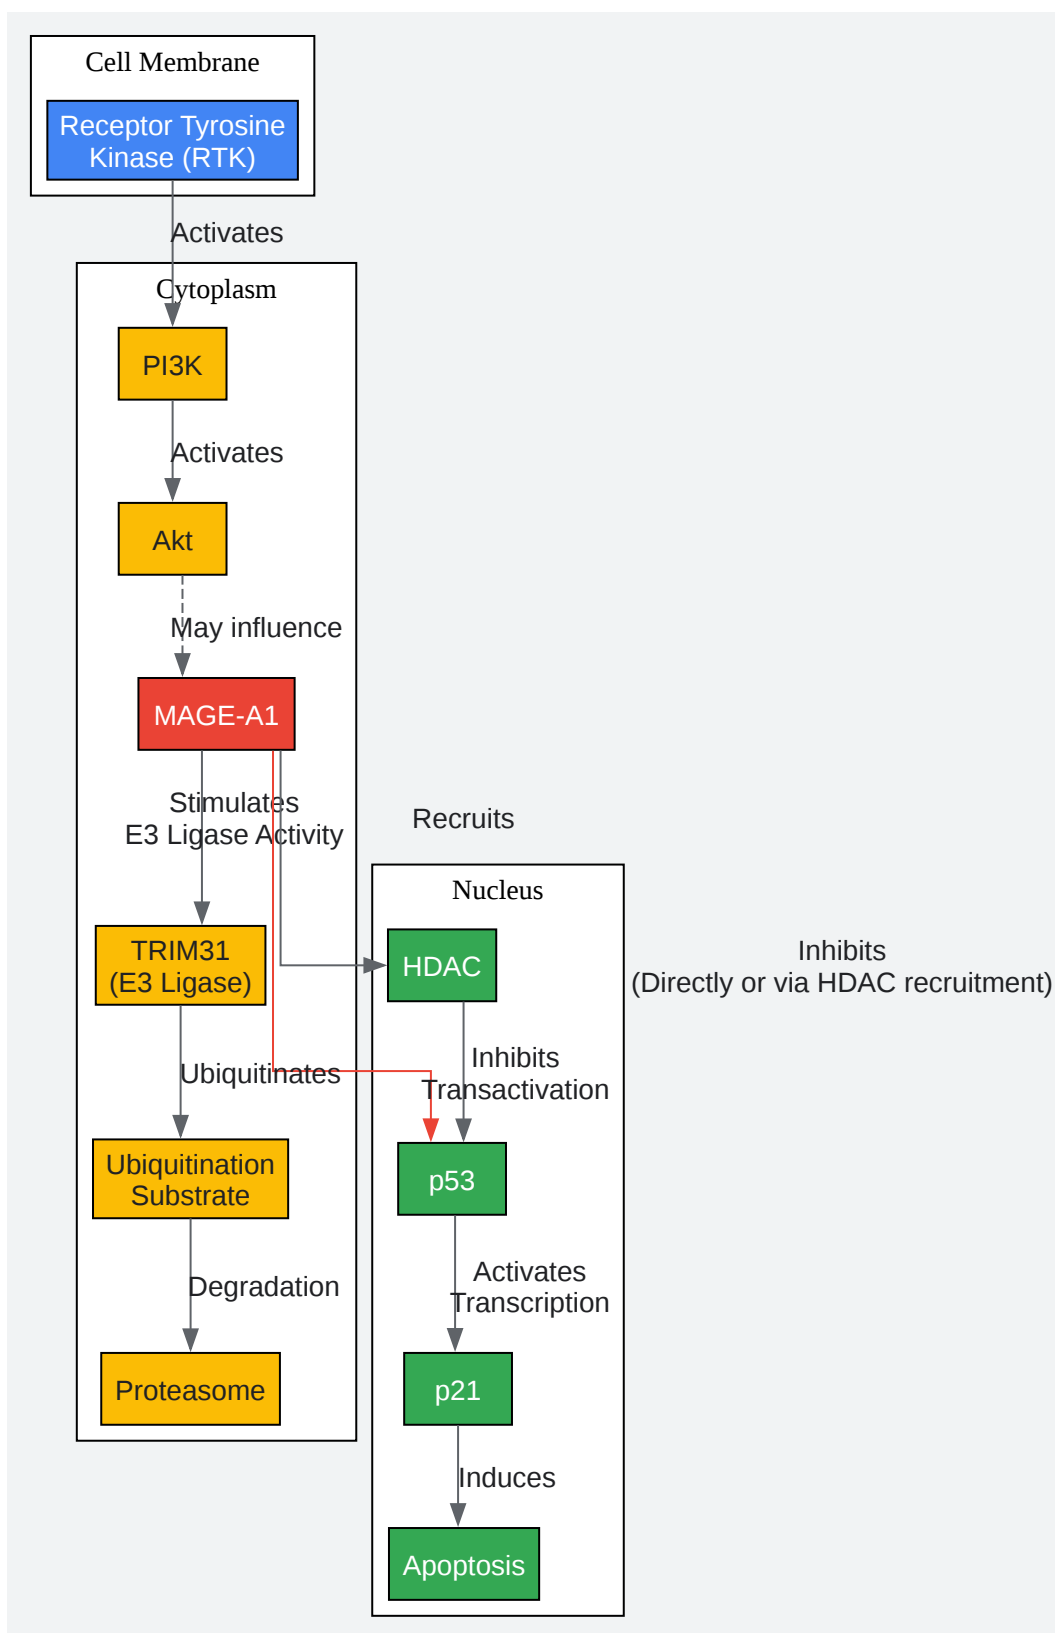 Cell Membrane
Receptor Tyrosine
Kinase (RTK)
Activates
Cytoplasm
PI3K
Activates
Akt
May influence
MAGE-A1
Stimulates
E3 Ligase Activity
Recruits
Nucleus
TRIM31
(E3 Ligase)
HDAC
Inhibits
(Directly or via HDAC recruitment)
Ubiquitinates
Inhibits
Transactivation
Ubiquitination
Substrate
p53
Degradation
Activates
Transcription
Proteasome
p21
Induces
Apoptosis